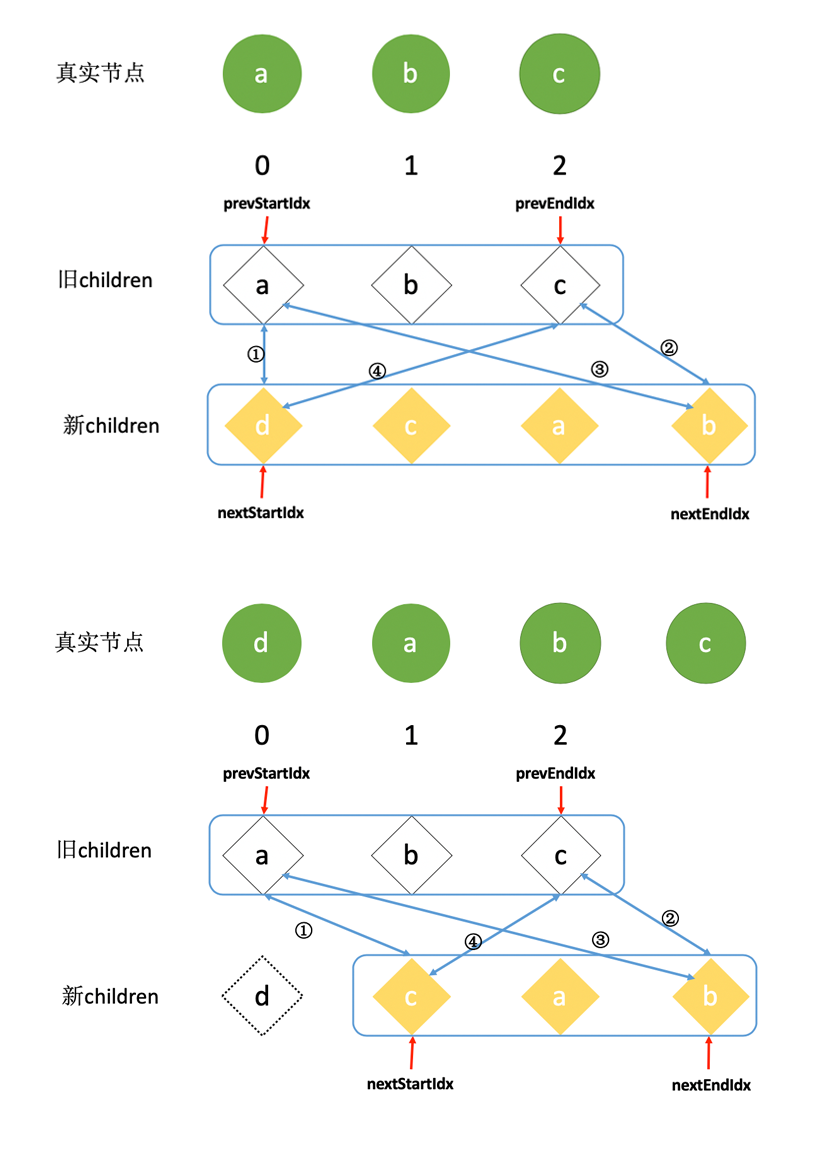 真实节点 a b c
0 1 2
prevStartIdx prevEndIdx
旧children a b c
① ④ ③ ②
新children d c a b
nextStartIdx nextEndIdx
真实节点 d a b c
0 1 2
prevStartIdx prevEndIdx
旧children a b c
① ④ ③ ②
新children d c a b
nextStartIdx nextEndIdx